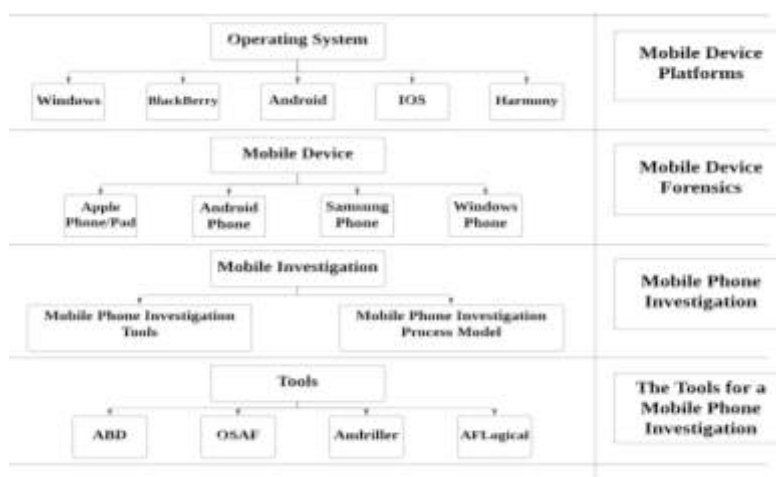 Operating System
Windows
BlackBerry
Android
IOS
Harmony
Mobile Device
Platforms
Mobile Device
Apple
Phone/Pad
Android
Phone
Samsung
Phone
Windows
Phone
Mobile Device
Forensics
Mobile Investigation
Mobile Phone Investigation
Tools
Mobile Phone Investigation
Process Model
Mobile Phone
Investigation
Tools
ABD
OSAF
Andriller
AFLogical
The Tools for a
Mobile Phone
Investigation